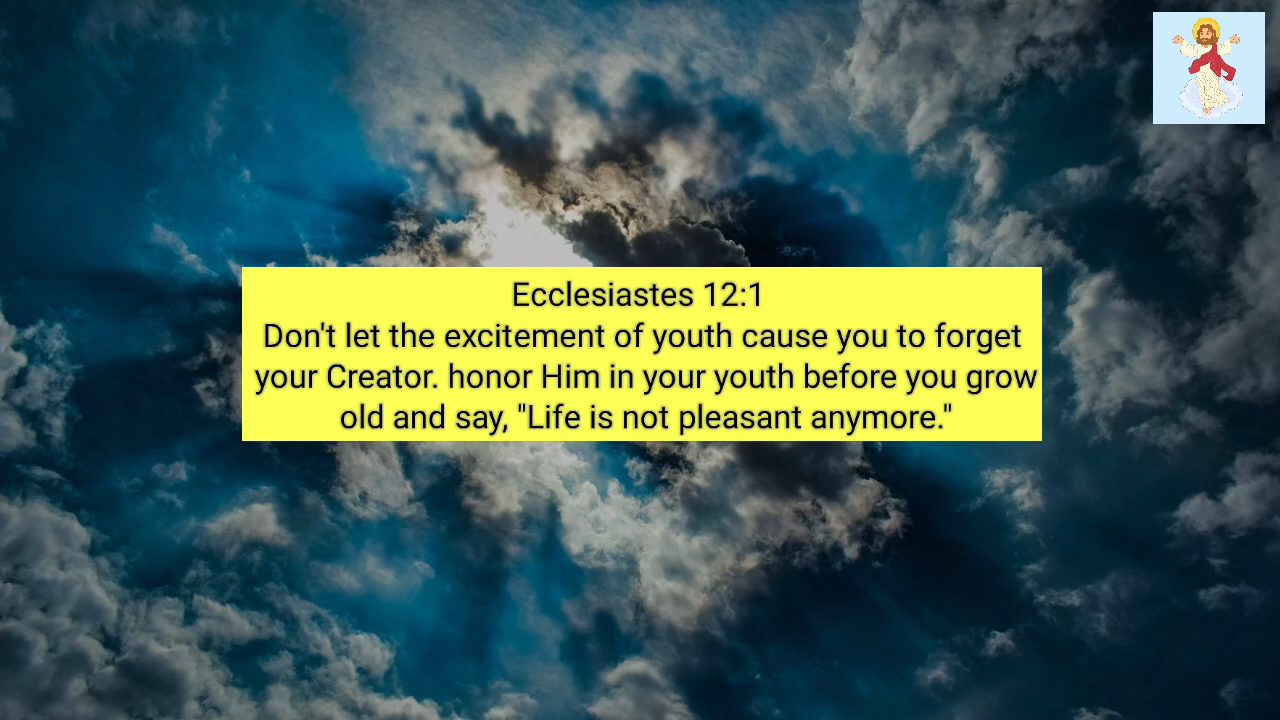 Ecclesiastes 12:1
Don't let the excitement of youth cause you to forget
your Creator. honor Him in your youth before you grow
old and say, "Life is not pleasant anymore."